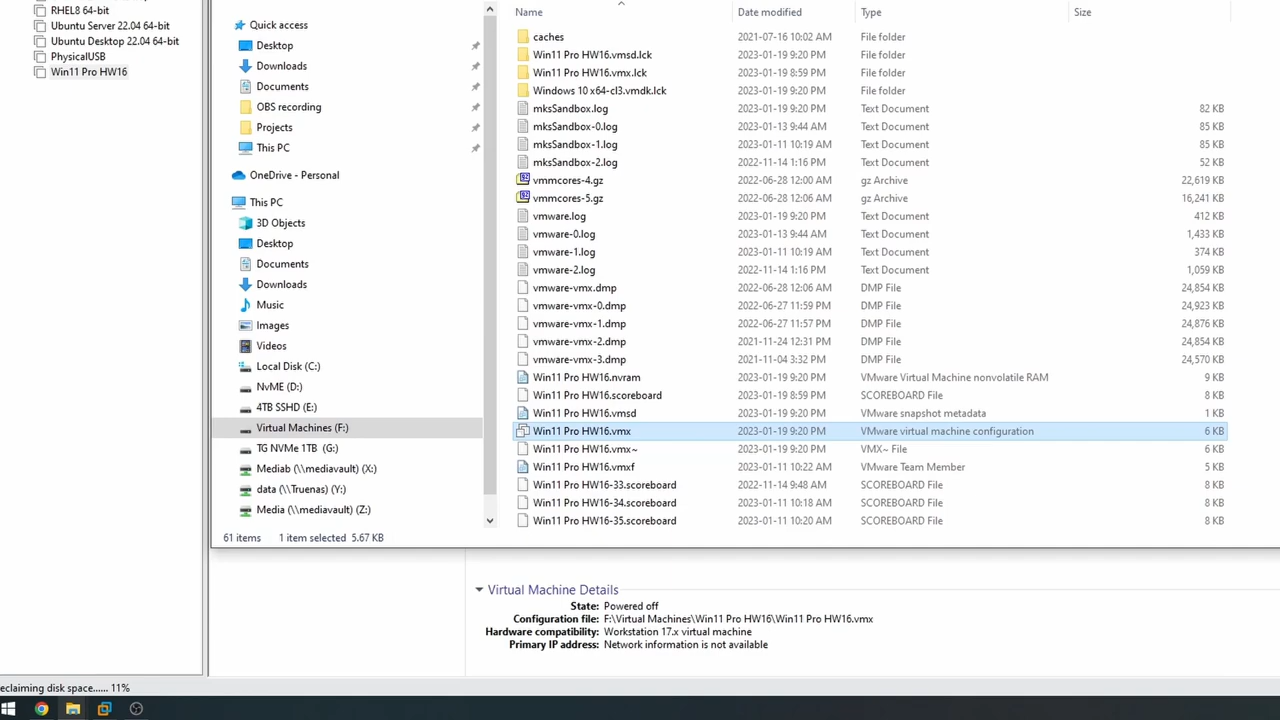 RHEL8 64-bit
Ubuntu Server 22.04 64-bit
Ubuntu Desktop 22.04 64-bit
PhysicalUSB
Win11 Pro HW16
Quick access
Desktop
Downloads
Documents
OBS recording
Projects
This PC
OneDrive - Personal
This PC
3D Objects
Desktop
Documents
Downloads
Music
Images
Videos
Local Disk (C:)
NvME (D:)
4TB SSHD (E:)
Virtual Machines (F:)
TG NVMe 1TB (G:)
Mediab (\\mediavault) (X:)
data (\\Truenas) (Y:)
Media (\\mediavault) (Z:)
Name Date modified Type Size
caches 2021-07-16 10:02 AM File folder
Win11 Pro HW16.vmsd.lck 2023-01-19 9:20 PM File folder
Win11 Pro HW16.vmx.lck 2023-01-19 8:59 PM File folder
Windows 10 x64-cl3.vmdk.lck 2023-01-19 9:20 PM File folder
mksSandbox.log 2023-01-19 9:20 PM Text Document 82 KB
mksSandbox-0.log 2023-01-13 9:44 AM Text Document 85 KB
mksSandbox-1.log 2023-01-11 10:19 AM Text Document 85 KB
mksSandbox-2.log 2022-11-14 1:16 PM Text Document 52 KB
vmmcores-4.gz 2022-06-28 12:00 AM gz Archive 22,619 KB
vmmcores-5.gz 2022-06-28 12:06 AM gz Archive 16,241 KB
vmware.log 2023-01-19 9:20 PM Text Document 412 KB
vmware-0.log 2023-01-13 9:44 AM Text Document 1,433 KB
vmware-1.log 2023-01-11 10:19 AM Text Document 374 KB
vmware-2.log 2022-11-14 1:16 PM Text Document 1,059 KB
vmware-vmx.dmp 2022-06-28 12:06 AM DMP File 24,854 KB
vmware-vmx-0.dmp 2022-06-27 11:59 PM DMP File 24,923 KB
vmware-vmx-1.dmp 2022-06-27 11:57 PM DMP File 24,876 KB
vmware-vmx-2.dmp 2021-11-24 12:31 PM DMP File 24,854 KB
vmware-vmx-3.dmp 2021-11-04 3:32 PM DMP File 24,570 KB
Win11 Pro HW16.nvram 2023-01-19 9:20 PM VMware Virtual Machine nonvolatile RAM 9 KB
Win11 Pro HW16.scoreboard 2023-01-19 8:59 PM SCOREBOARD File 8 KB
Win11 Pro HW16.vmsd 2023-01-19 9:20 PM VMware snapshot metadata 1 KB
Win11 Pro HW16.vmx 2023-01-19 9:20 PM VMware virtual machine configuration 6 KB
Win11 Pro HW16.vmx~ 2023-01-19 9:20 PM VMX~ File 6 KB
Win11 Pro HW16.vmxf 2023-01-11 10:22 AM VMware Team Member 5 KB
Win11 Pro HW16-33.scoreboard 2022-11-14 9:48 AM SCOREBOARD File 8 KB
Win11 Pro HW16-34.scoreboard 2023-01-11 10:18 AM SCOREBOARD File 8 KB
Win11 Pro HW16-35.scoreboard 2023-01-11 10:20 AM SCOREBOARD File 8 KB
61 items 1 item selected 5.67 KB
Virtual Machine Details
State: Powered off
Configuration file: F:\Virtual Machines\Win11 Pro HW16\Win11 Pro HW16.vmx
Hardware compatibility: Workstation 17.x virtual machine
Primary IP address: Network information is not available
eclaiming disk space...... 11%